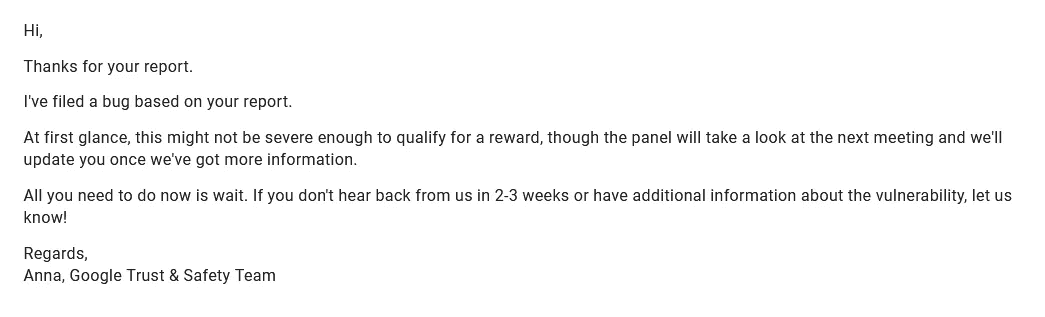 Hi,
Thanks for your report.
I've filed a bug based on your report.
At first glance, this might not be severe enough to qualify for a reward, though the panel will take a look at the next meeting and we'll
update you once we've got more information.
All you need to do now is wait. If you don't hear back from us in 2-3 weeks or have additional information about the vulnerability, let us
know!
Regards,
Anna, Google Trust & Safety Team